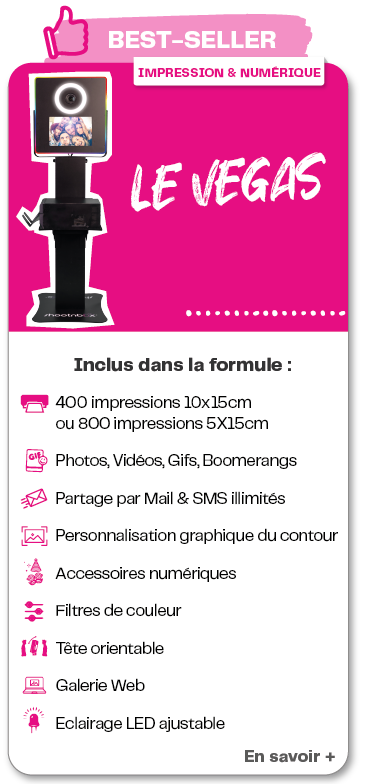 BEST-SELLER
IMPRESSION & NUMÉRIQUE
LE VEGAS
shootnbox
Inclus dans la formule :
400 impressions 10x15cm
ou 800 impressions 5X15cm
GIF
Photos, Vidéos, Gifs, Boomerangs
Partage par Mail & SMS illimités
Personnalisation graphique du contour
Accessoires numériques
Filtres de couleur
Tête orientable
Galerie Web
Eclairage LED ajustable
En savoir +